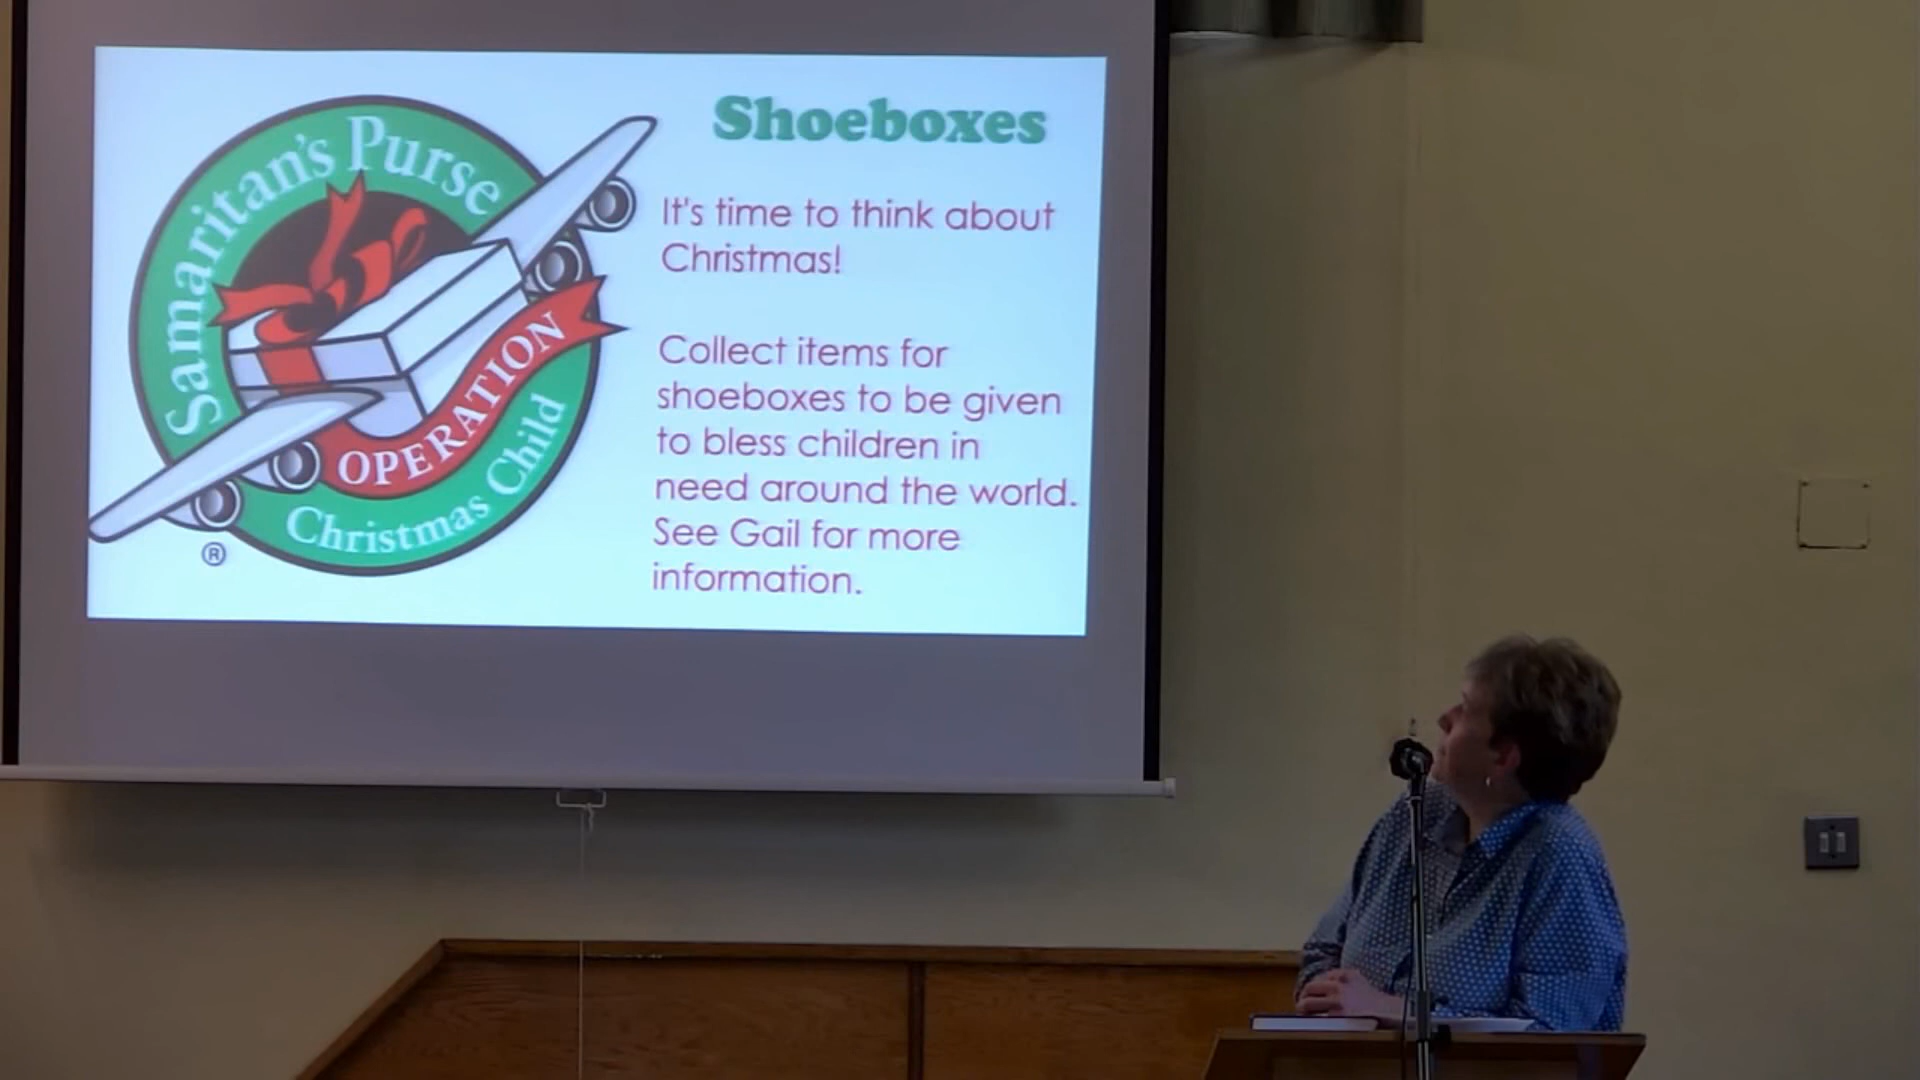 Samaritan's Purse
OPERATION
Christmas Child
®
Shoeboxes
It's time to think about
Christmas!
Collect items for
shoeboxes to be given
to bless children in
need around the world.
See Gail for more
information.